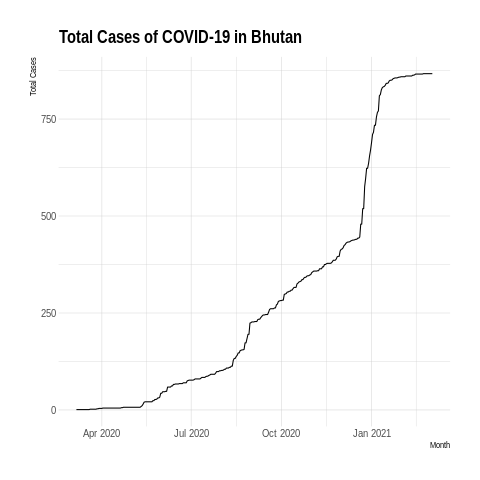 Total Cases of COVID-19 in Bhutan
Total Cases
750
500
250
0
Apr 2020 Jul 2020 Oct 2020 Jan 2021
Month